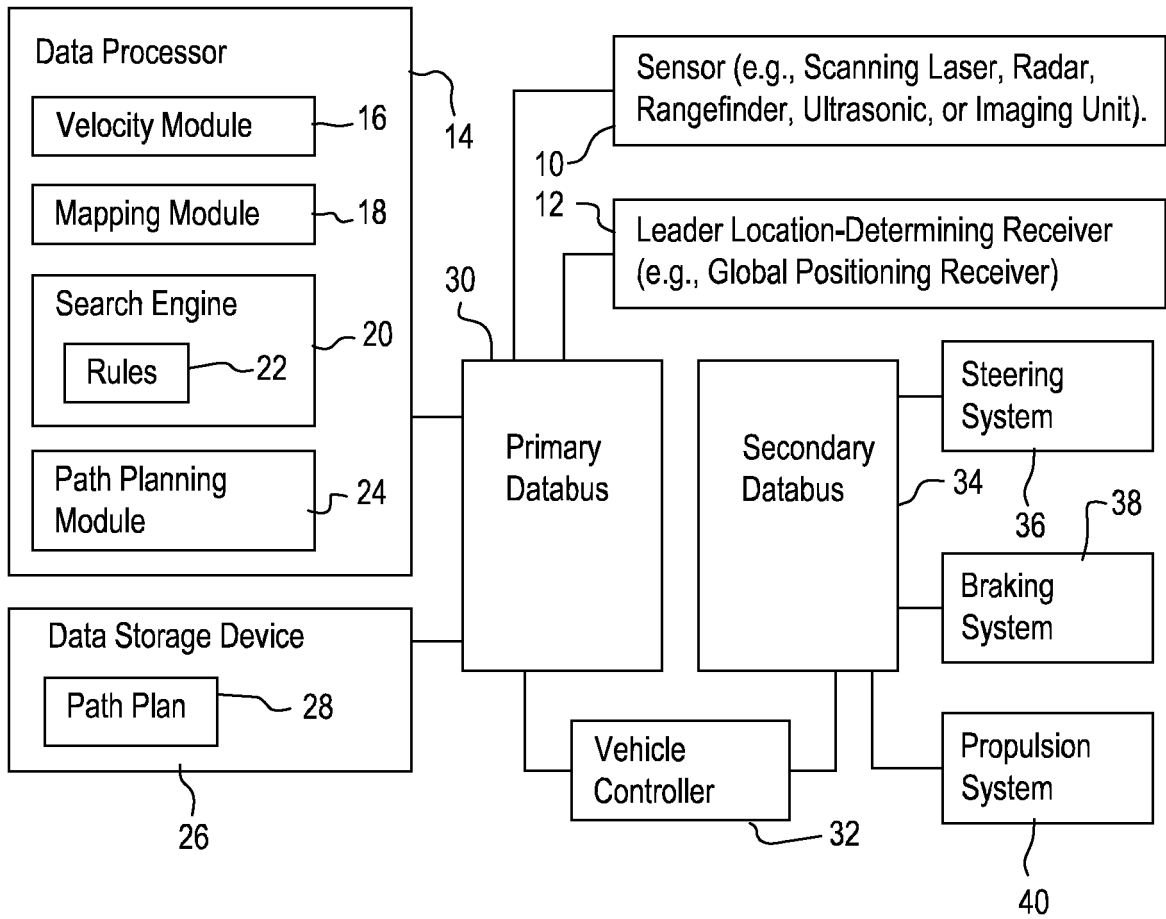 Data Processor
14
Velocity Module
16
Mapping Module
18
Search Engine
20
Rules
22
Path Planning
Module
24
Data Storage Device
Path Plan
28
26
Sensor (e.g., Scanning Laser, Radar,
Rangefinder, Ultrasonic, or Imaging Unit).
10
12
Leader Location-Determining Receiver
(e.g., Global Positioning Receiver)
30
Primary
Databus
Secondary
Databus
34
Steering
System
36
38
Braking
System
Vehicle
Controller
32
Propulsion
System
40